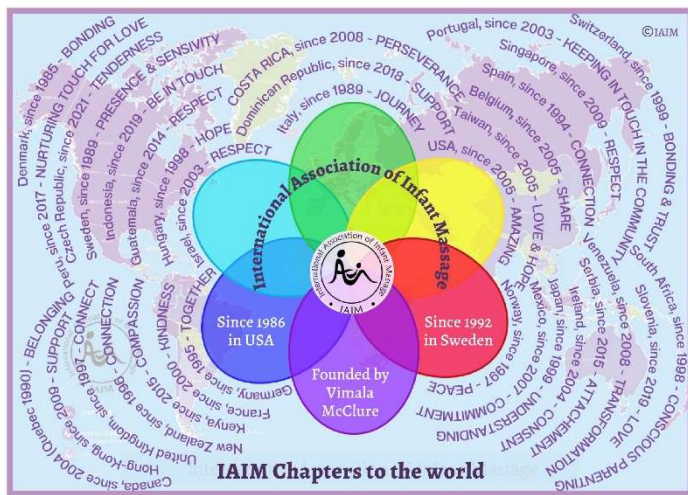 ©IAIM
Denmark, since 1985 - BONDING
Peru, since 2017 - NURTURING TOUCH FOR LOVE
Czech Republic, since 2021 - TENDERNESS
Sweden, since 1989 - PRESENCE & SENSIVITY
Indonesia, since 2019 - BE IN TOUCH
Guatemala, since 2014 - RESPECT
Hungary, since 1998 - HOPE
Israel, since 2003 - RESPECT
COSTA RICA, since 2008 - PERSEVERANCE
Dominican Republic, since 2018 - SUPPORT
Italy, since 1989 - JOURNEY
Switzerland, since 1999 - BONDING & TRUST
Portugal, since 2003 - KEEPING IN TOUCH IN THE COMMUNITY
Singapore, since 2009 - RESPECT
Spain, since 1994 - CONNECTION
Belgium, since 2005 - SHARE
Taiwan, since 2005 - LOVE & HOPE
USA, since 2005 - AMAZING
International Association of Infant Massage
International Association of Infant Massage
IAIM
Since 1986
in USA
Since 1992
in Sweden
Founded by
Vimala
McClure
South Africa, since 1998 - CONSCIOUS PARENTING
Slovenia, since 2019 - LOVE
Venezuela, since 2008 - TRANSFORMATION
Serbia, since 2015 - ATTACHEMENT
Ireland, since 2004 - CONSENT
Japan, since 1999 - UNDERSTANDING
Mexico, since 2007 - COMMITMENT
Norway, since 1997 - PEACE
Canada, since 2004 (Quebec 1990) - BELONGING
Hong-Kong, since 2009 - SUPPORT
United Kingdom, since 1997 - CONNECT
New Zealand, since 1996 - CONNECTION
Kenya, since 2015 - COMPASSION
France, since 2000 - KINDNESS
Germany, since 1995 - TOGETHER
IAIM Chapters to the world